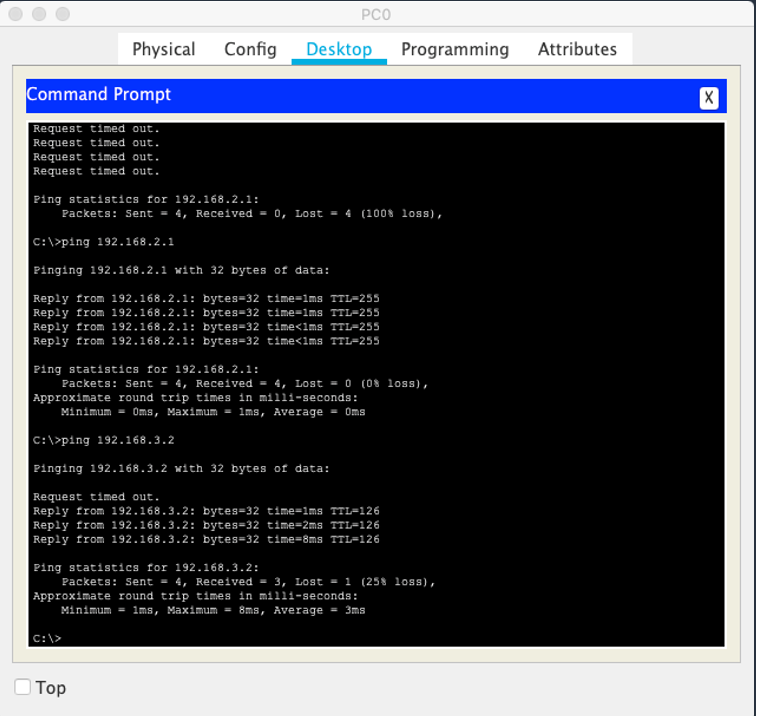 PC0
Physical Config Desktop Programming Attributes
Command Prompt
X
Request timed out.
Request timed out.
Request timed out.
Request timed out.
Ping statistics for 192.168.2.1:
Packets: Sent = 4, Received = 0, Lost = 4 (100% loss),
C:\>ping 192.168.2.1
Pinging 192.168.2.1 with 32 bytes of data:
Reply from 192.168.2.1: bytes=32 time=1ms TTL=255
Reply from 192.168.2.1: bytes=32 time=1ms TTL=255
Reply from 192.168.2.1: bytes=32 time<1ms TTL=255
Reply from 192.168.2.1: bytes=32 time<1ms TTL=255
Ping statistics for 192.168.2.1:
Packets: Sent = 4, Received = 4, Lost = 0 (0% loss),
Approximate round trip times in milli-seconds:
Minimum = 0ms, Maximum = 1ms, Average = 0ms
C:\>ping 192.168.3.2
Pinging 192.168.3.2 with 32 bytes of data:
Request timed out.
Reply from 192.168.3.2: bytes=32 time=1ms TTL=126
Reply from 192.168.3.2: bytes=32 time=2ms TTL=126
Reply from 192.168.3.2: bytes=32 time=8ms TTL=126
Ping statistics for 192.168.3.2:
Packets: Sent = 4, Received = 3, Lost = 1 (25% loss),
Approximate round trip times in milli-seconds:
Minimum = 1ms, Maximum = 8ms, Average = 3ms
C:\>
Top